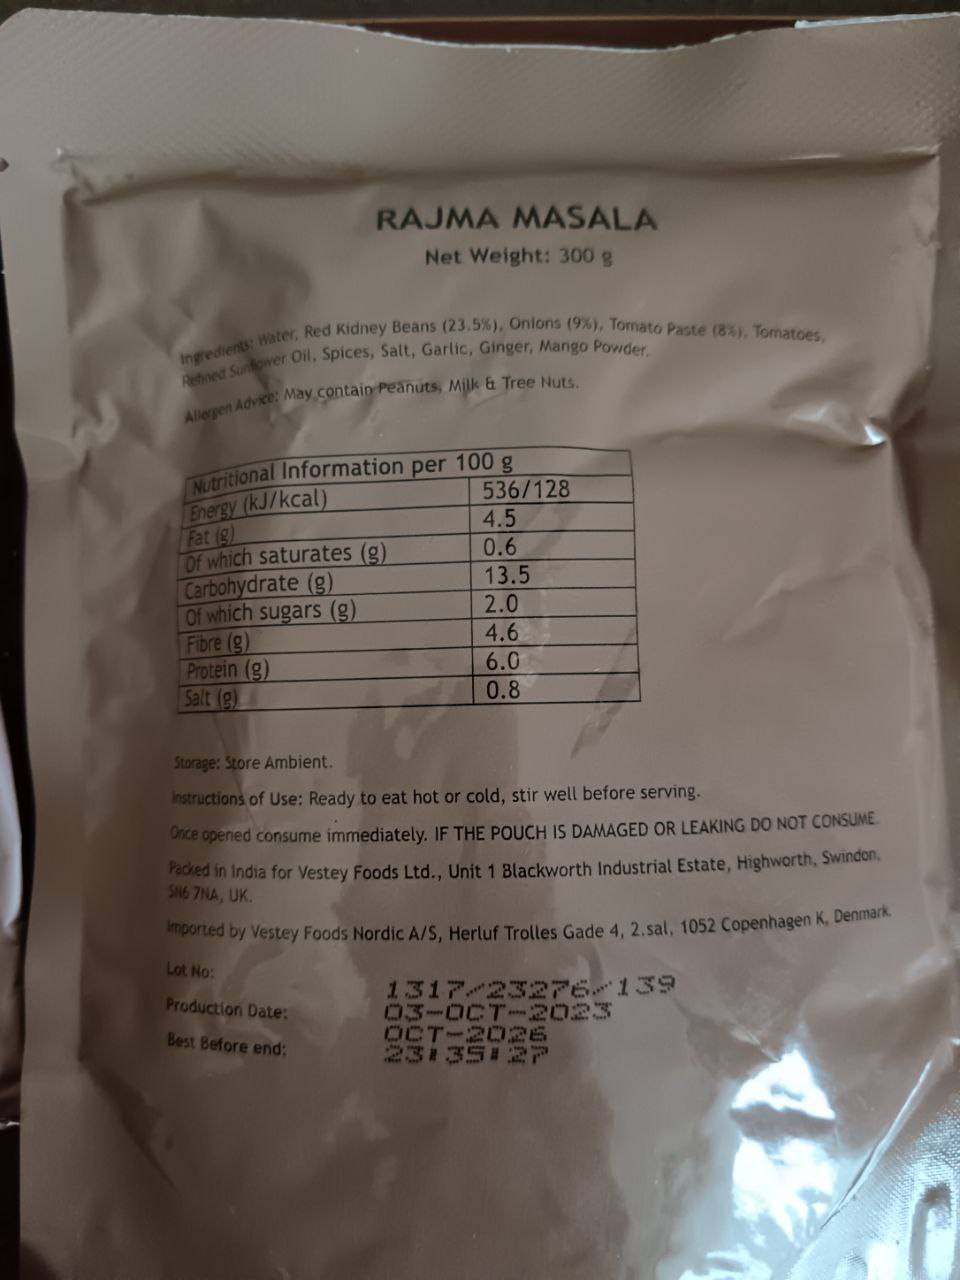 RAJMA MASALA
Net Weight: 300 g
Ingredients: Water, Red Kidney Beans (23.5%), Onions (9%), Tomato Paste (8%), Tomatoes,
Refined Sunflower Oil, Spices, Salt, Garlic, Ginger, Mango Powder.
Allergen Advice: May contain Peanuts, Milk & Tree Nuts.
Nutritional Information per 100 g
Energy (kJ/kcal) 536/128
Fat (g) 4.5
Of which saturates (g) 0.6
Carbohydrate (g) 13.5
Of which sugars (g) 2.0
Fibre (g) 4.6
Protein (g) 6.0
Salt (g) 0.8
Storage: Store Ambient.
Instructions of Use: Ready to eat hot or cold, stir well before serving.
Once opened consume immediately. IF THE POUCH IS DAMAGED OR LEAKING DO NOT CONSUME.
Packed in India for Vestey Foods Ltd., Unit 1 Blackworth Industrial Estate, Highworth, Swindon,
SN6 7NA, UK.
Imported by Vestey Foods Nordic A/S, Herluf Trolles Gade 4, 2.sal, 1052 Copenhagen K, Denmark.
Lot No: 1317/23276/139
Production Date: 03-OCT-2023
Best Before end: OCT-2026
23:35:27